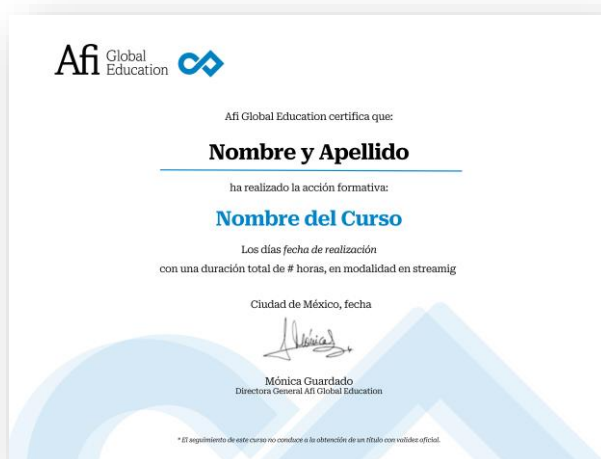 Afi Global
Education
Afi Global Education certifica que:
Nombre y Apellido
ha realizado la acción formativa:
Nombre del Curso
Los días fecha de realización
con una duración total de # horas, en modalidad en streamig
Ciudad de México, fecha
Mónica
Mónica Guardado
Directora General Afi Global Education
* El seguimiento de este curso no conduce a la obtención de un título con validez oficial.